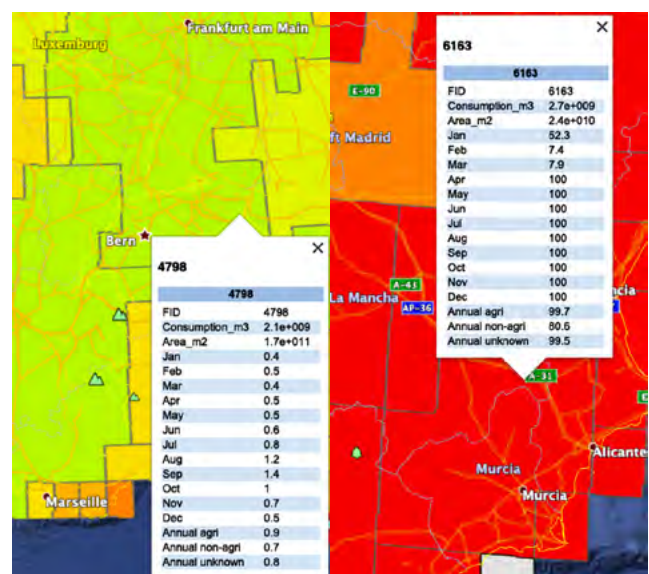 Luxemburg
Frankfurt am Main
Bern
Marseille
4798
4798
FID 4798
Consumption_m3 2.1e+009
Area_m2 1.7e+011
Jan 0.4
Feb 0.5
Mar 0.4
Apr 0.5
May 0.5
Jun 0.6
Jul 0.8
Aug 1.2
Sep 1.4
Oct 1
Nov 0.7
Dec 0.5
Annual agri 0.9
Annual non-agri 0.7
Annual unknown 0.8
E-90
ft Madrid
A-43
La Mancha
AP-36
6163
6163
FID 6163
Consumption_m3 2.7e+009
Area_m2 2.4e+010
Jan 52.3
Feb 7.4
Mar 7.9
Apr 100
May 100
Jun 100
Jul 100
Aug 100
Sep 100
Oct 100
Nov 100
Dec 100
Annual agri 99.7
Annual non-agri 80.6
Annual unknown 99.5
ncia
A-31
Alicante
Murcia
Murcia